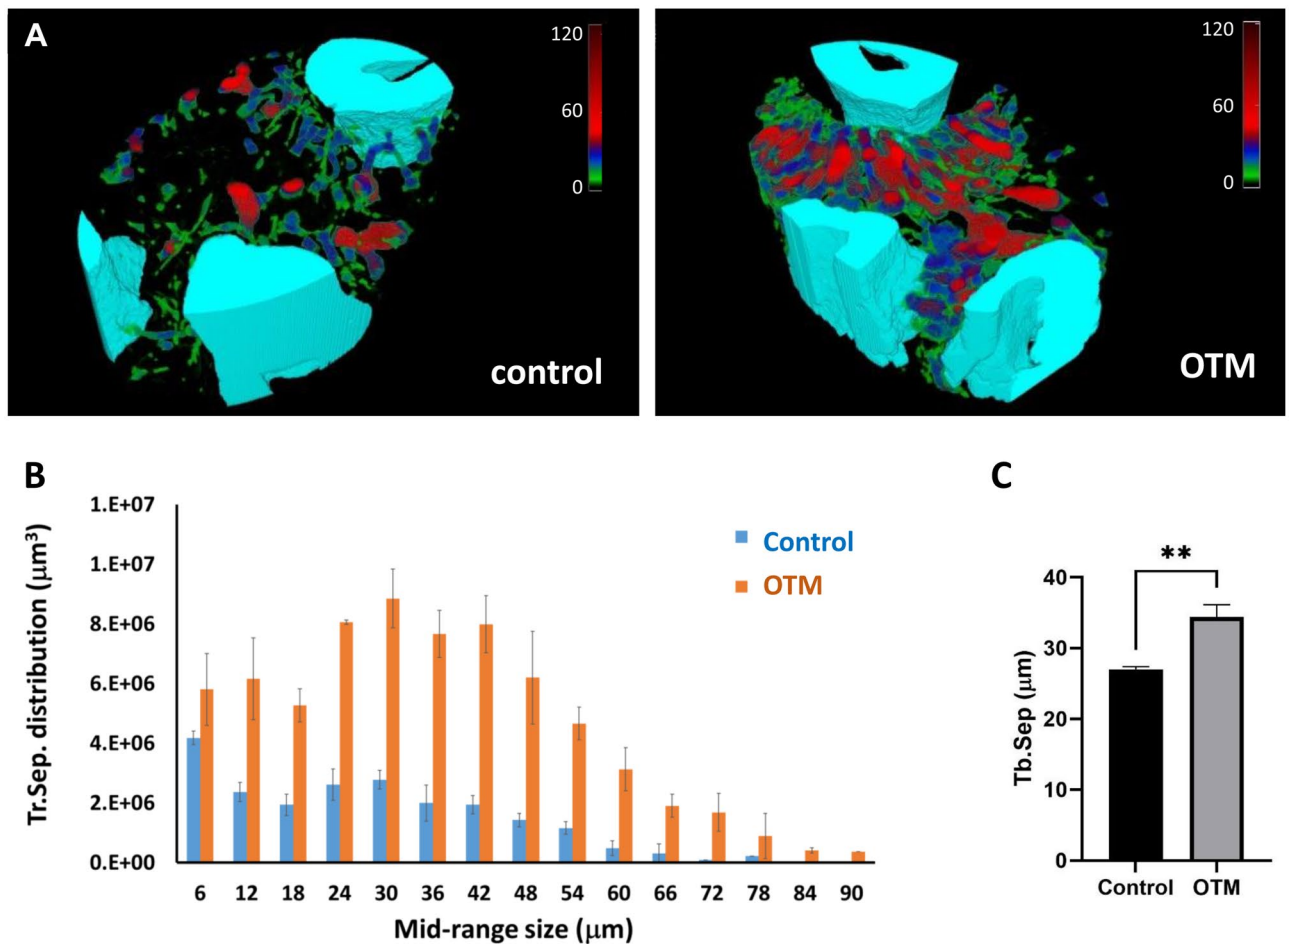 A
120
60
0
control
120
60
0
OTM
B
Tr.Sep. distribution (μm³)
1.E+07
1.E+07
8.E+06
6.E+06
4.E+06
2.E+06
0.E+00
Control
OTM
6 12 18 24 30 36 42 48 54 60 66 72 78 84 90
Mid-range size (μm)
C
Tb.Sep (μm)
**
40
30
20
10
0
Control OTM